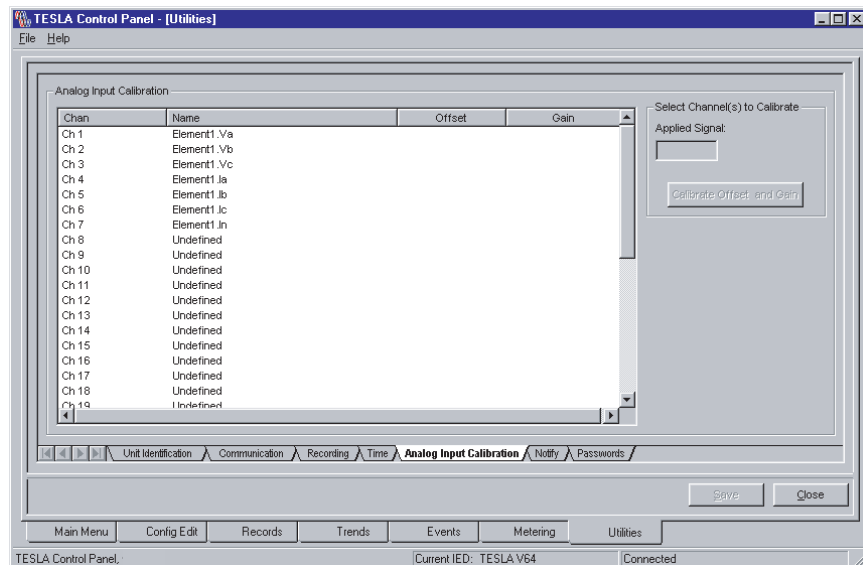 TESLA Control Panel - [Utilities]
File Help
Analog Input Calibration
Chan Name Offset Gain
Ch 1 Element1.Va
Ch 2 Element1.Vb
Ch 3 Element1.Vc
Ch 4 Element1.Ia
Ch 5 Element1.Ib
Ch 6 Element1.Ic
Ch 7 Element1.In
Ch 8 Undefined
Ch 9 Undefined
Ch 10 Undefined
Ch 11 Undefined
Ch 12 Undefined
Ch 13 Undefined
Ch 14 Undefined
Ch 15 Undefined
Ch 16 Undefined
Ch 17 Undefined
Ch 18 Undefined
Ch 19 Undefined
Select Channel(s) to Calibrate
Applied Signal:
Calibrate Offset and Gain
Unit Identification Communication Recording Time Analog Input Calibration Notify Passwords
Save Close
Main Menu Config Edit Records Trends Events Metering Utilities
TESLA Control Panel, Current IED: TESLA V64 Connected